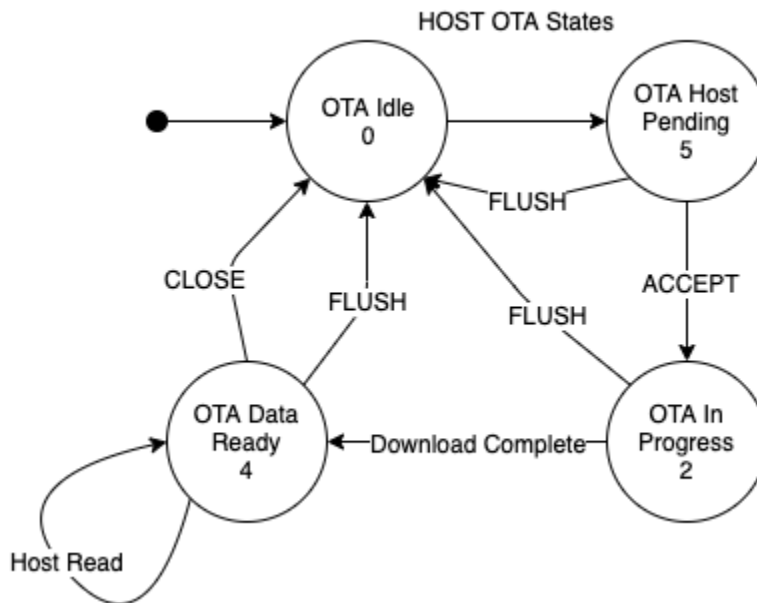 HOST OTA States
OTA Idle
0
OTA Host
Pending
5
FLUSH
CLOSE
FLUSH
FLUSH
ACCEPT
OTA Data
Ready
4
Download Complete
OTA In
Progress
2
Host Read